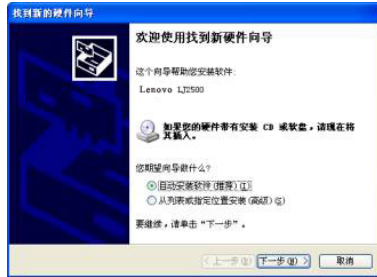 找到新的硬件向导
欢迎使用找到新硬件向导
这个向导帮助您安装软件:
Lenovo LJ2500
如果您的硬件带有安装 CD 或软盘，请现在将
其插入。
您期望向导做什么?
自动安装软件(推荐)(I)
从列表或指定位置安装(高级)(S)
要继续，请单击“下一步”。
<上一步(B) 下一步(N)> 取消